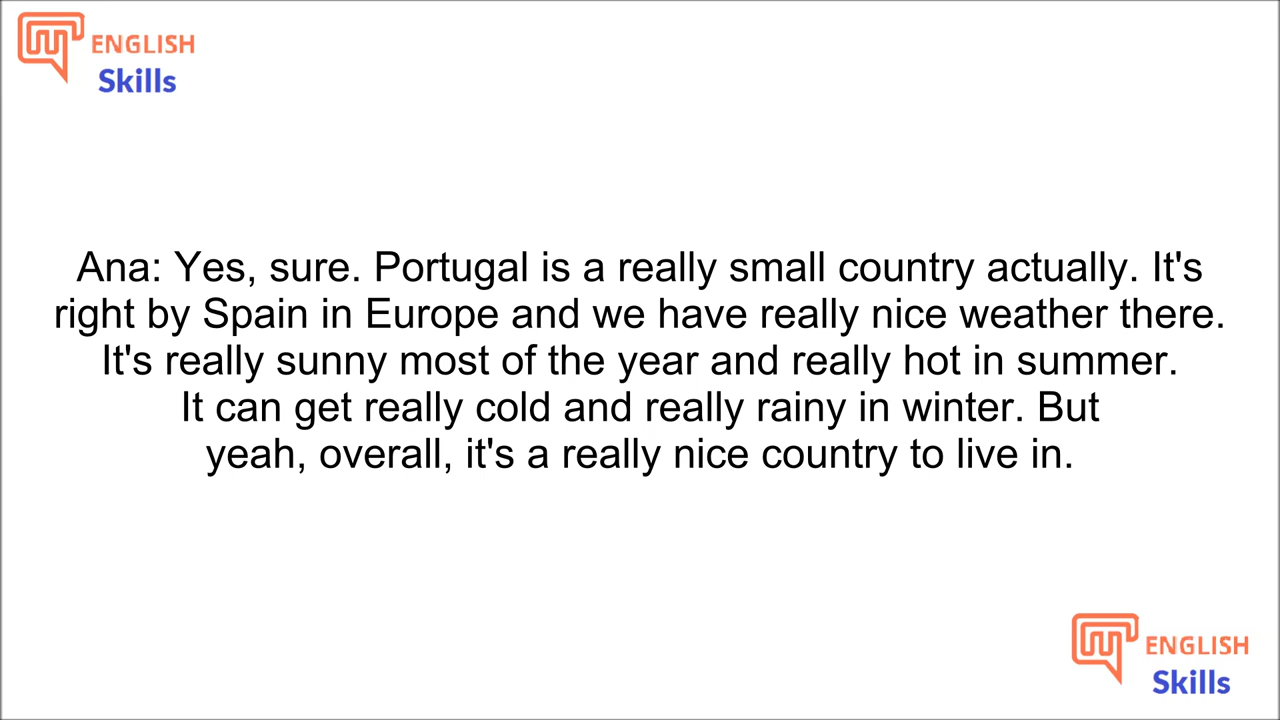 ENGLISH
Skills
Ana: Yes, sure. Portugal is a really small country actually. It's
right by Spain in Europe and we have really nice weather there.
It's really sunny most of the year and really hot in summer.
It can get really cold and really rainy in winter. But
yeah, overall, it's a really nice country to live in.
ENGLISH
Skills